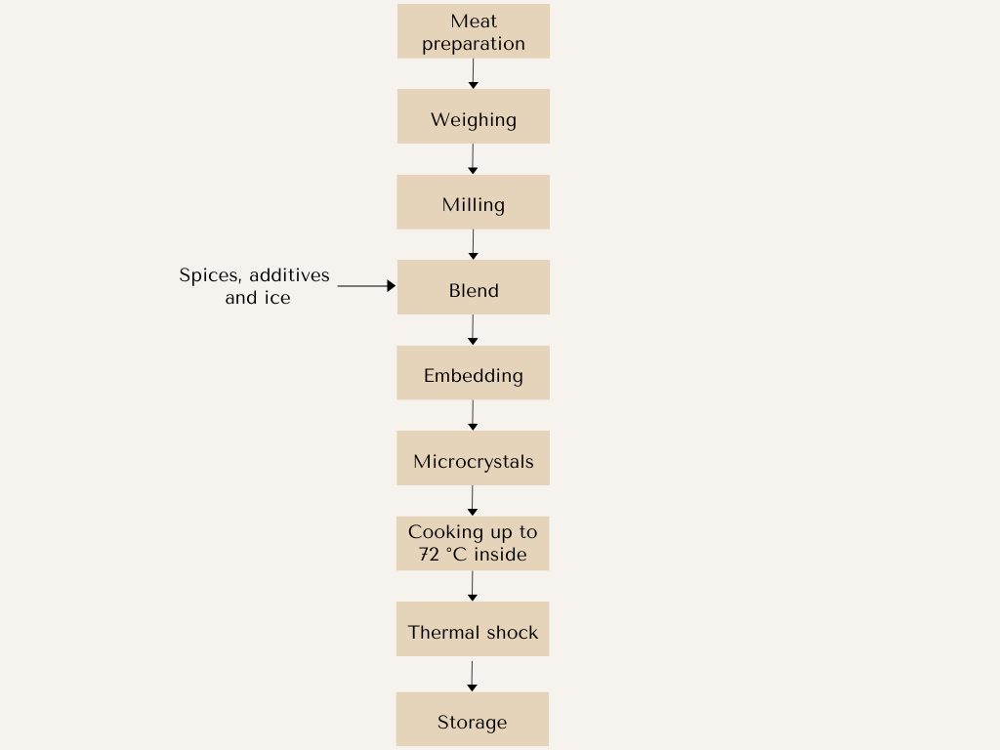 Meat
preparation
Weighing
Milling
Spices, additives
and ice
Blend
Embedding
Microcrystals
Cooking up to
72 °C inside
Thermal shock
Storage